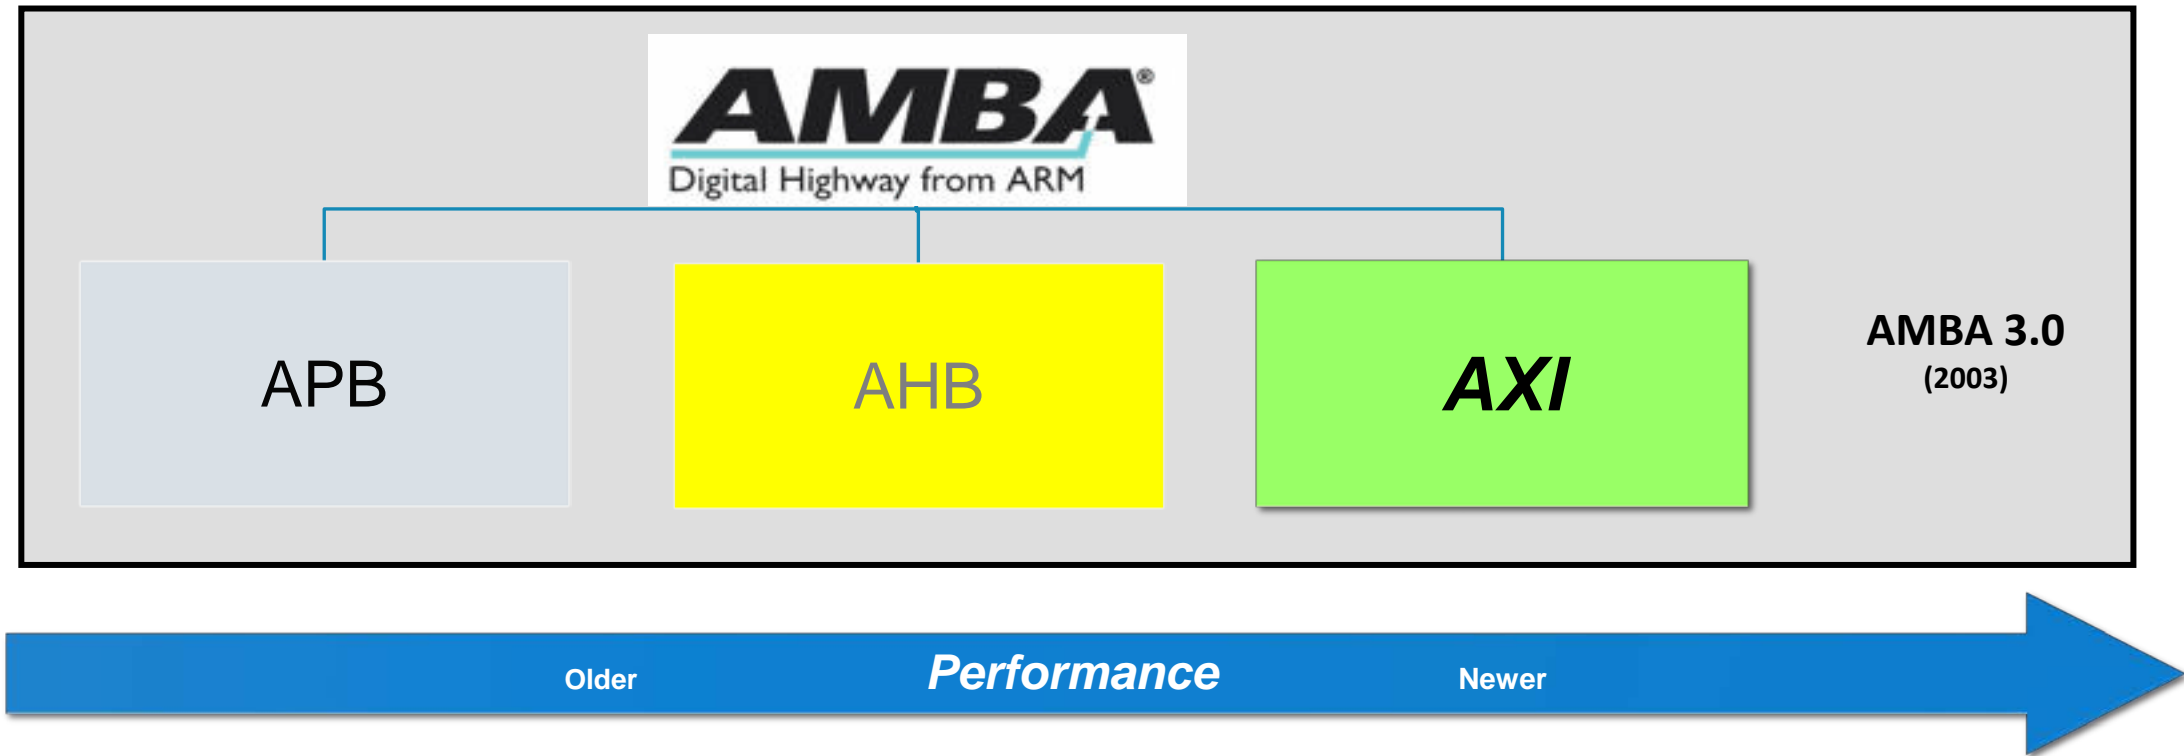 AMBA®
Digital Highway from ARM
APB
AHB
AXI
AMBA 3.0
(2003)
Older
Performance
Newer